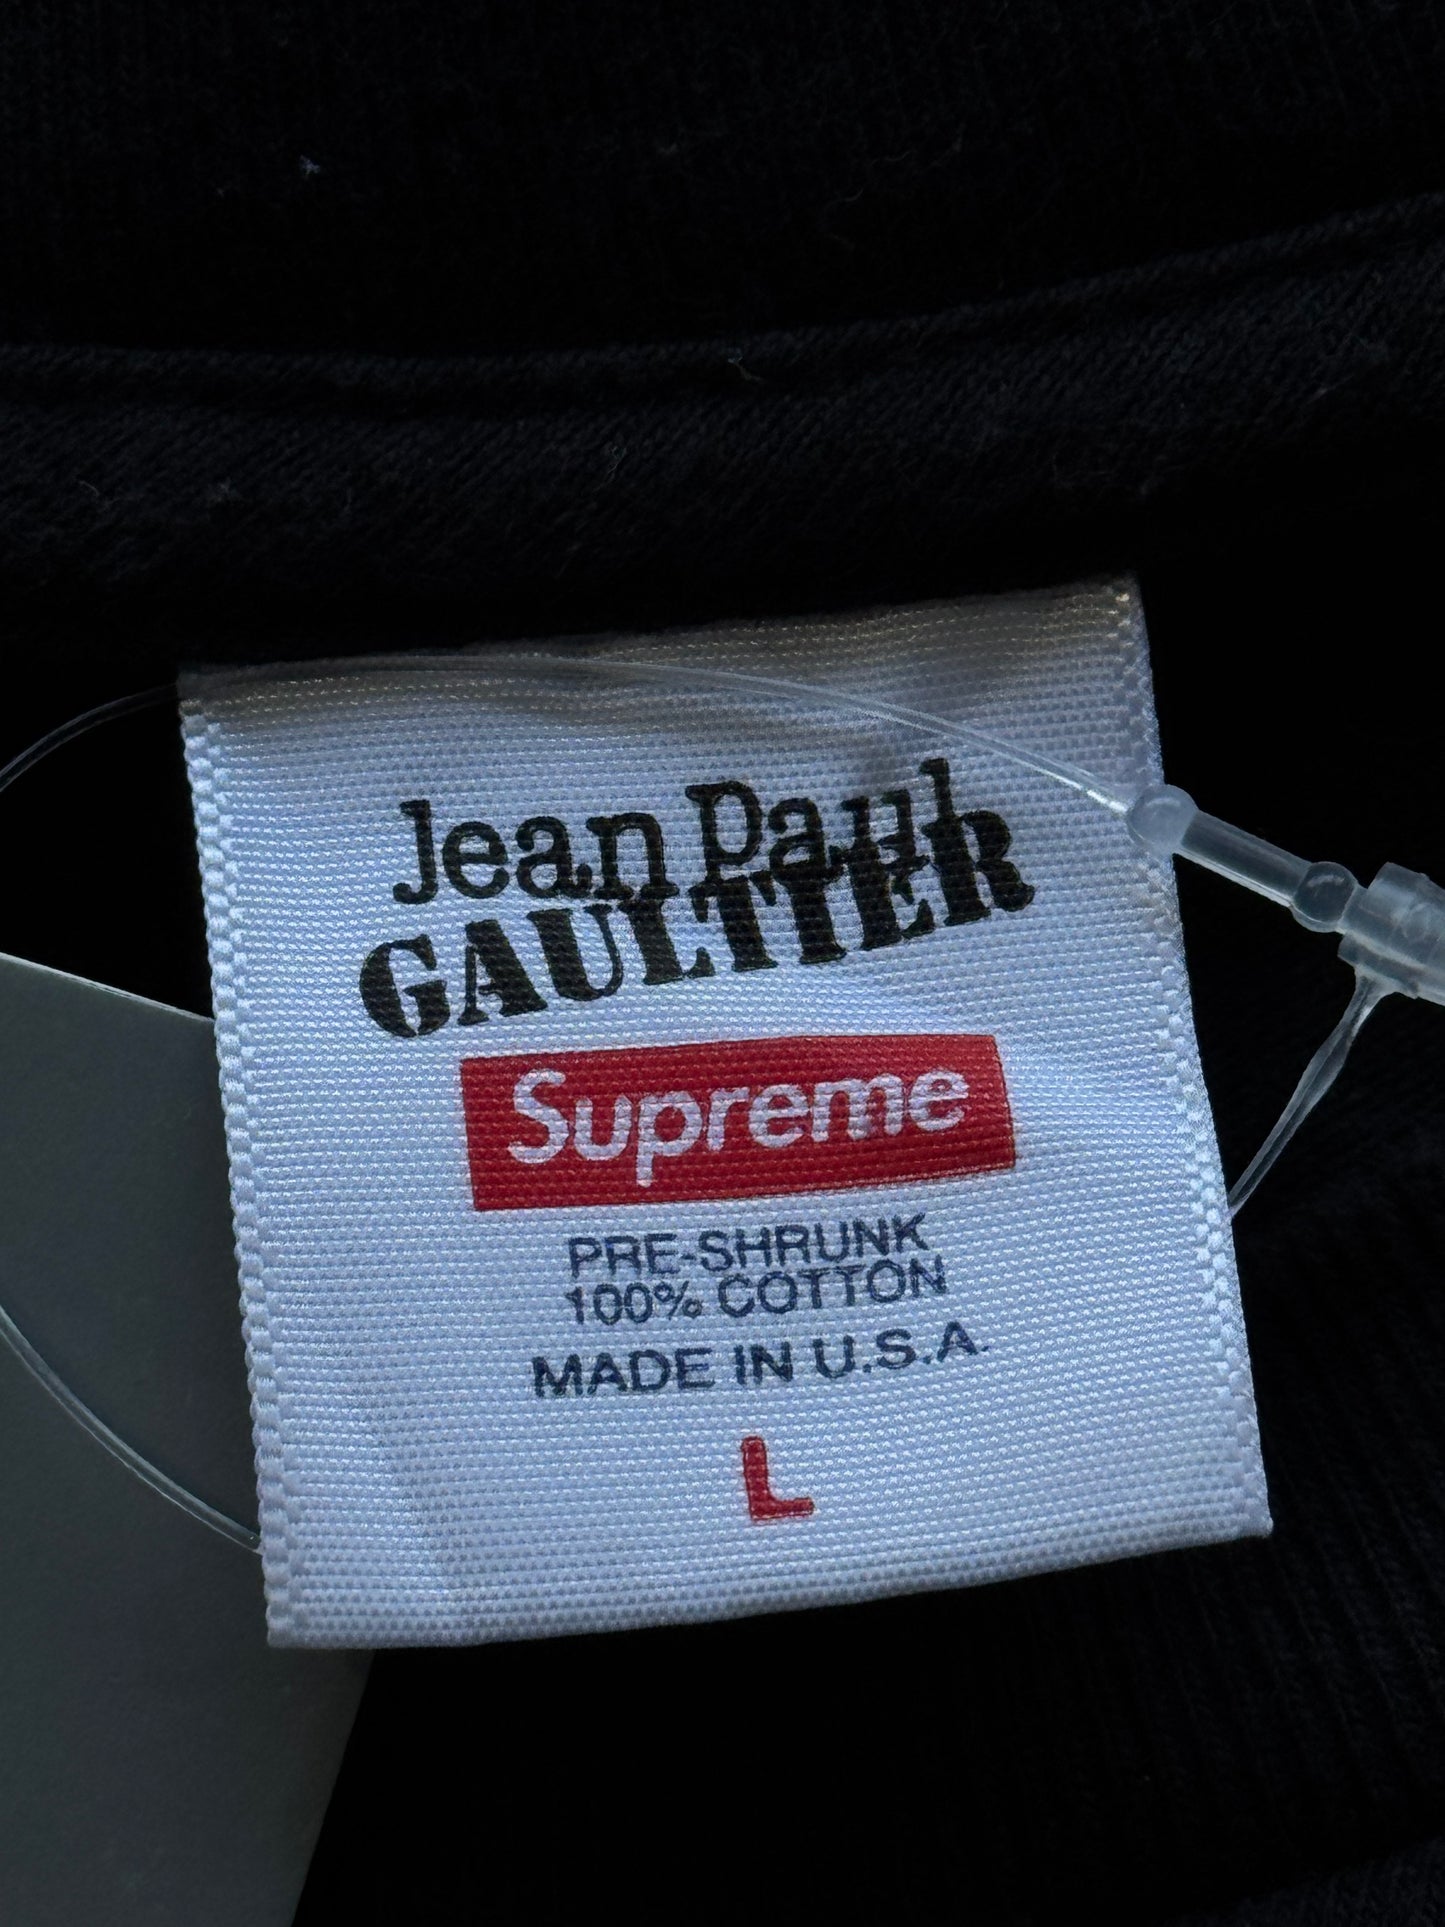 Jean Paul
GAULTIER
Supreme
PRE-SHRUNK
100% COTTON
MADE IN U.S.A.
L